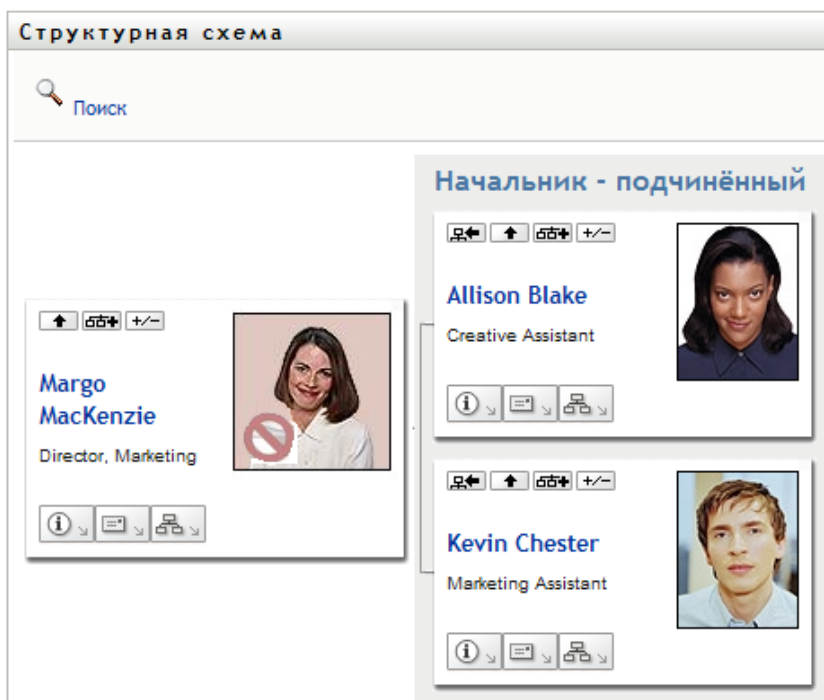 Структурная схема
Поиск
Начальник - подчинённый
Margo
MacKenzie
Director, Marketing
Allison Blake
Creative Assistant
Kevin Chester
Marketing Assistant